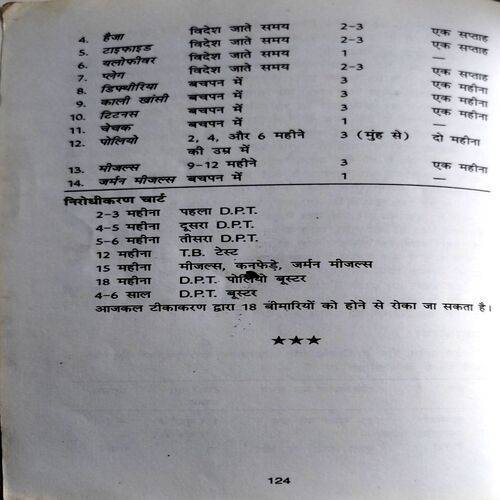 4. हैजा विदेश जाते समय 2-3 एक सप्ताह
5. टाइफाइड विदेश जाते समय 2-3 एक सप्ताह
6. यलोफीवर विदेश जाते समय 1 —
7. प्लेग विदेश जाते समय 2-3 एक सप्ताह
8. डिफ्थीरिया बचपन में 3 एक महीना
9. काली खांसी बचपन में 3 एक महीना
10. टिटनस बचपन में 3 एक महीना
11. चेचक बचपन में 1 —
12. पोलियो 2, 4, और 6 महीने 3 (मुंह से) दो महीना
की उम्र में
13. मीजल्स 9-12 महीने 3 एक महीना
14. जर्मन मीजल्स बचपन में 1 —
निरोधीकरण चार्ट
2-3 महीना पहला D.P.T.
4-5 महीना दूसरा D.P.T.
5-6 महीना तीसरा D.P.T.
12 महीना T.B. टेस्ट
15 महीना मीजल्स, कनफेड़े, जर्मन मीजल्स
18 महीना D.P.T. पोलियो बूस्टर
4-6 साल D.P.T. बूस्टर
आजकल टीकाकरण द्वारा 18 बीमारियों को होने से रोका जा सकता है।
★★★
124